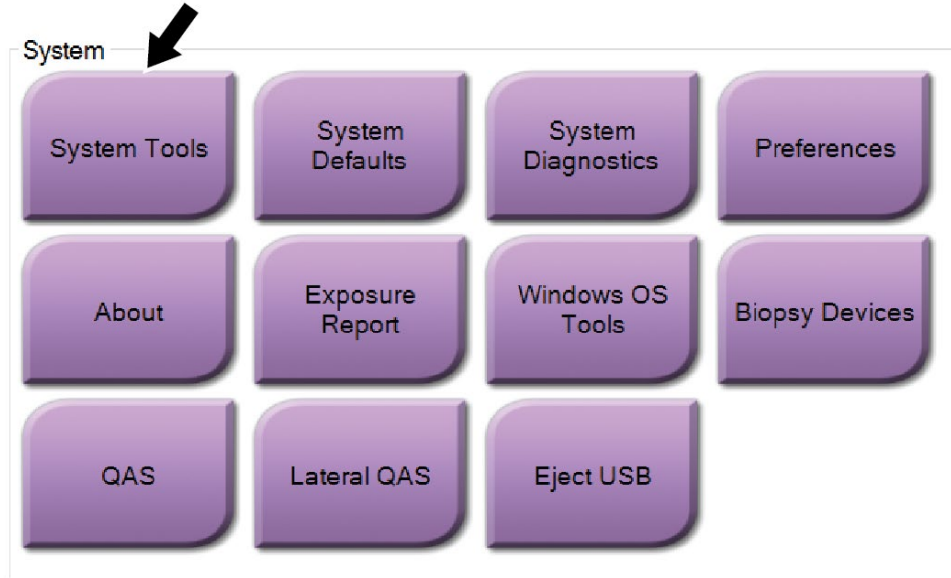 System
System Tools
System
Defaults
System
Diagnostics
Preferences
About
Exposure
Report
Windows OS
Tools
Biopsy Devices
QAS
Lateral QAS
Eject USB